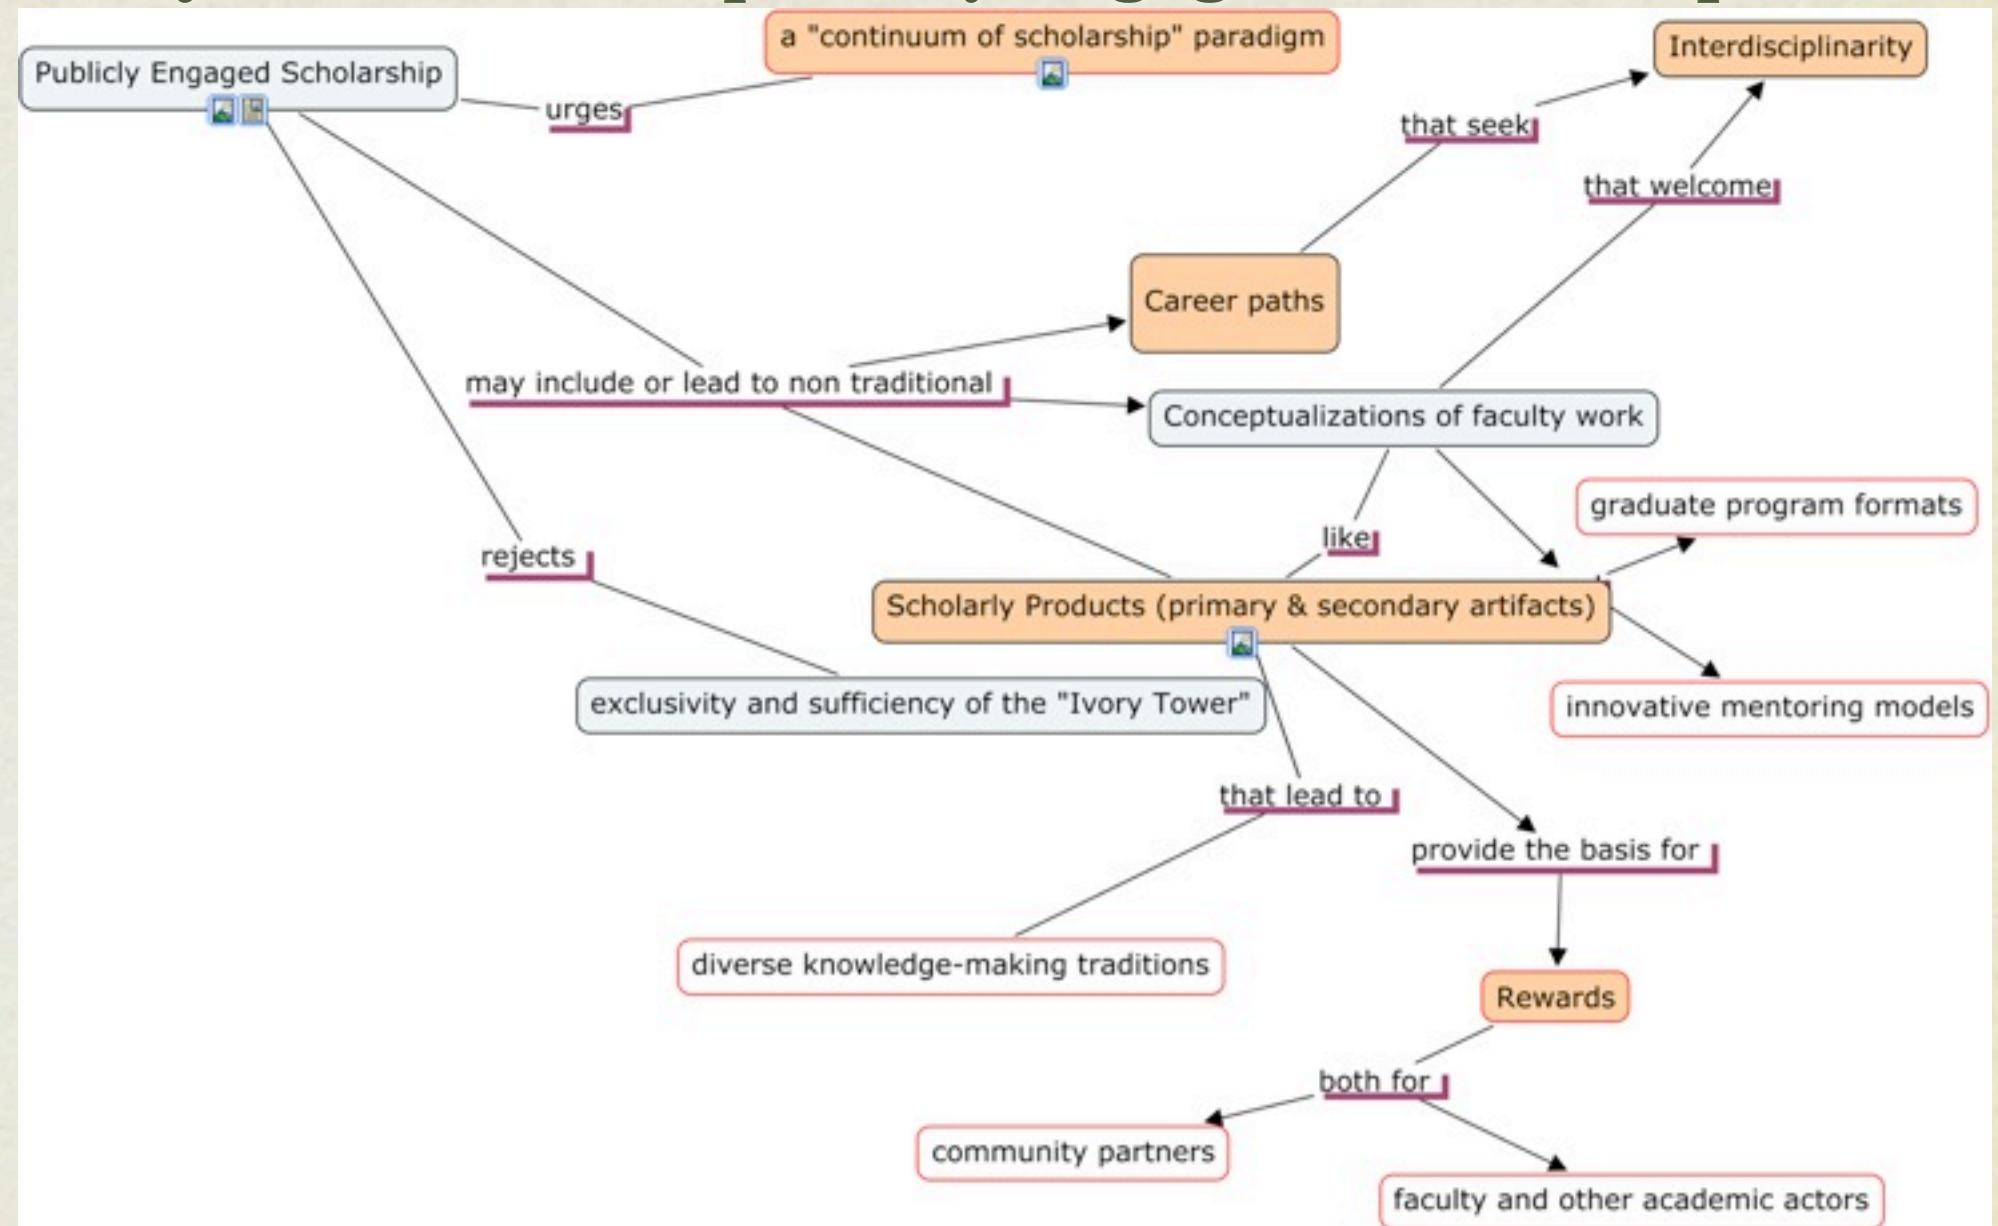 a "continuum of scholarship" paradigm
Interdisciplinarity
Publicly Engaged Scholarship
urges
that seek
that welcome
Career paths
may include or lead to non traditional
Conceptualizations of faculty work
graduate program formats
like
rejects
Scholarly Products (primary & secondary artifacts)
exclusivity and sufficiency of the "Ivory Tower"
innovative mentoring models
that lead to
provide the basis for
diverse knowledge-making traditions
Rewards
both for
community partners
faculty and other academic actors